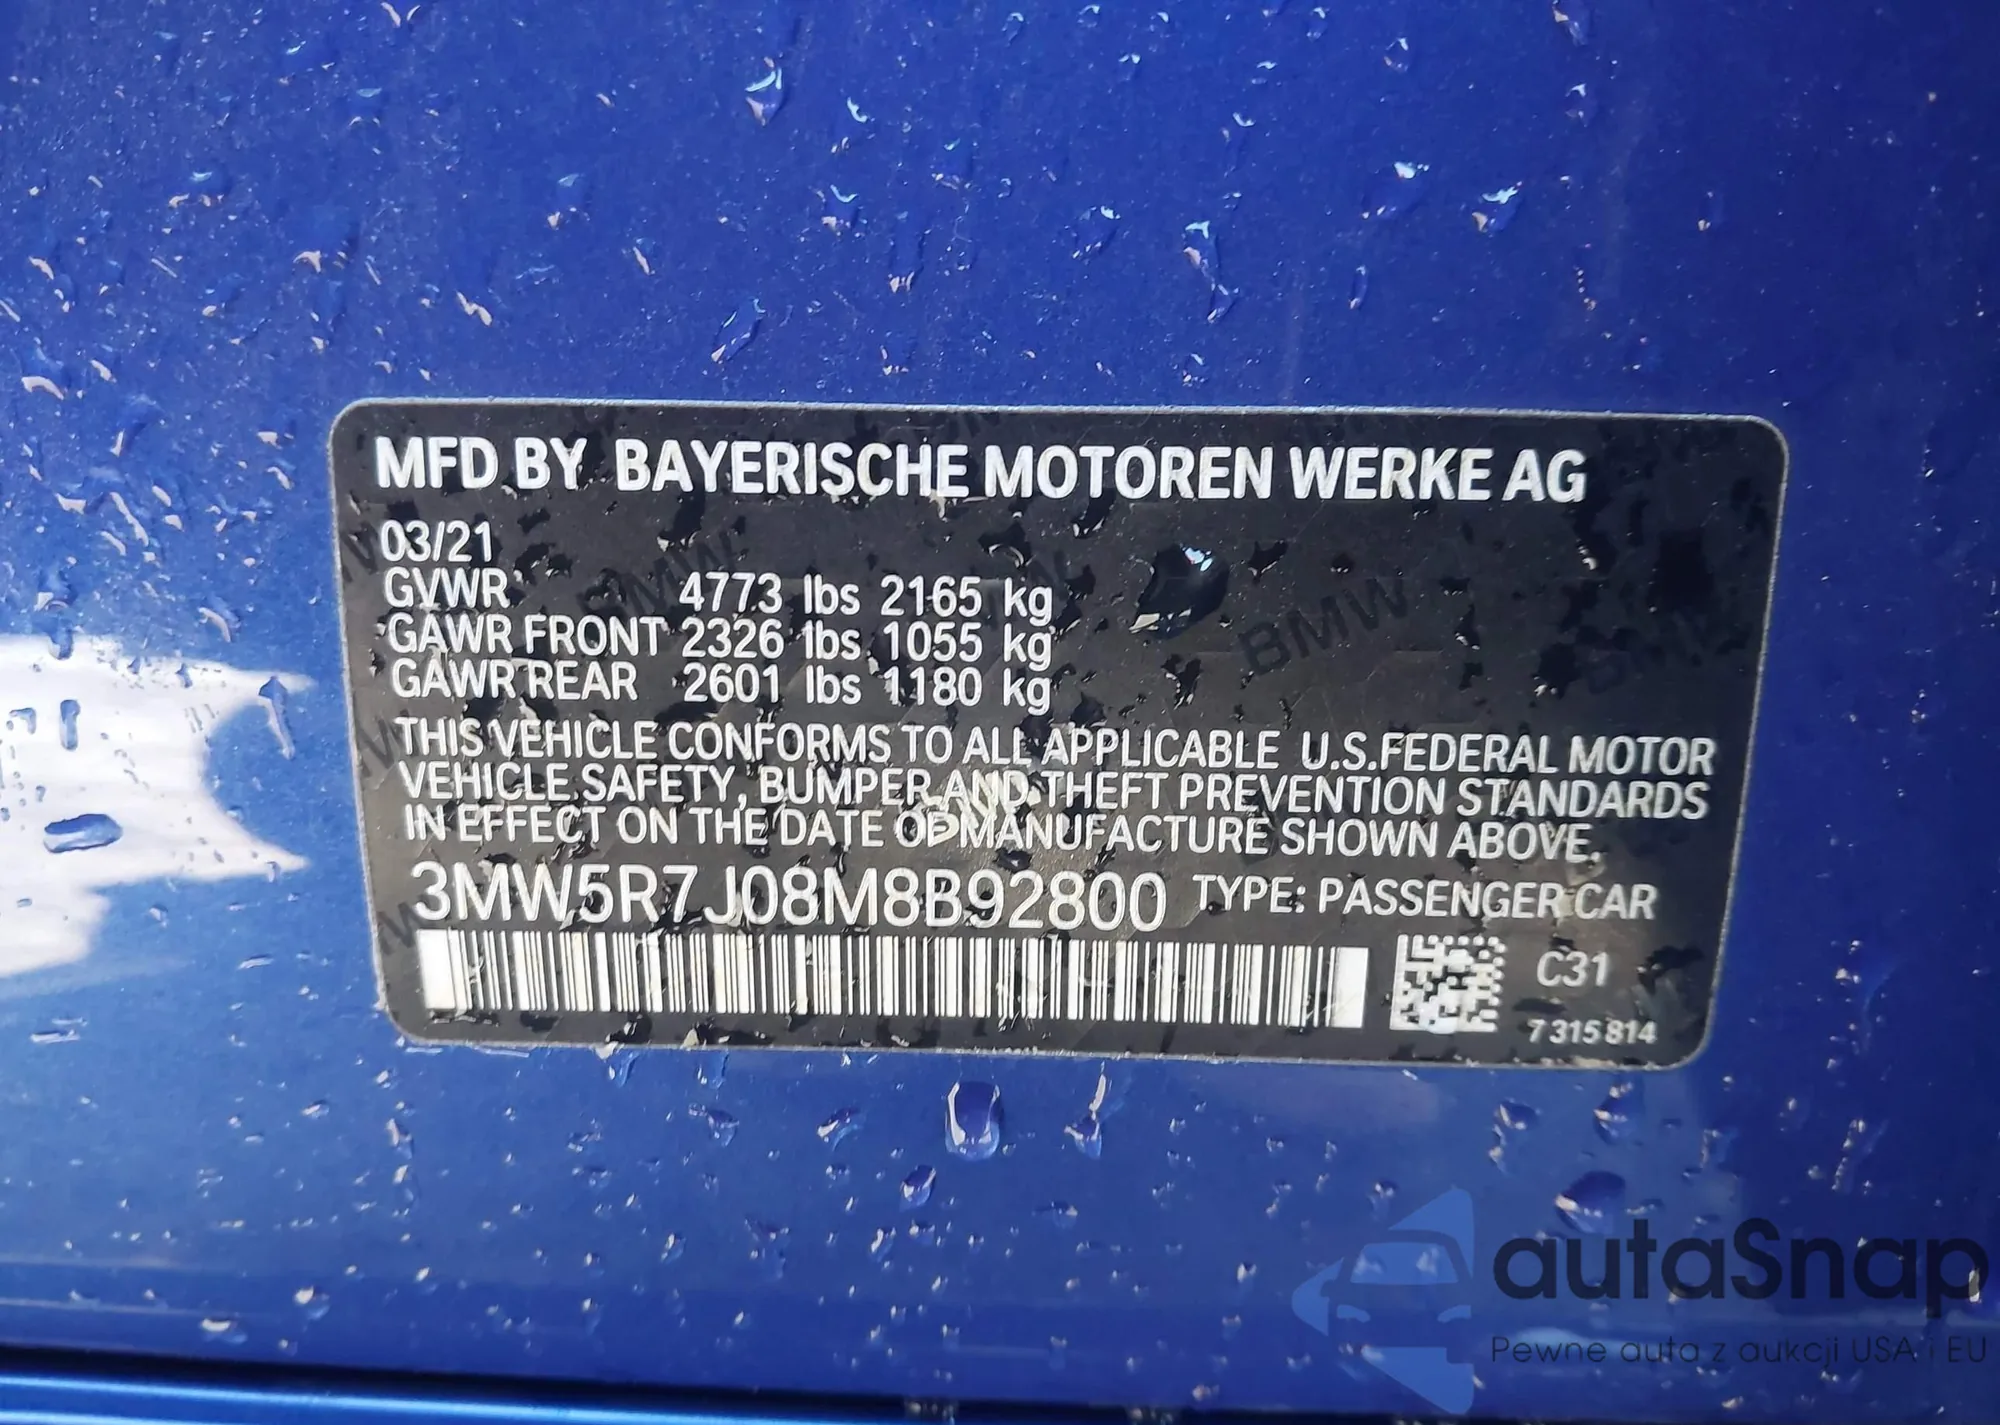 MFD BY BAYERISCHE MOTOREN WERKE AG
03/21
GVWR 4773 lbs 2165 kg
GAWR FRONT 2326 lbs 1055 kg
GAWR REAR 2601 lbs 1180 kg
THIS VEHICLE CONFORMS TO ALL APPLICABLE U.S.FEDERAL MOTOR
VEHICLE SAFETY, BUMPER AND THEFT PREVENTION STANDARDS
IN EFFECT ON THE DATE OF MANUFACTURE SHOWN ABOVE.
3MW5R7J08M8B92800 TYPE: PASSENGER CAR
C31
7 315 814
BMW
BMW
autaSnap
Pewne auta z aukcji USA i EU